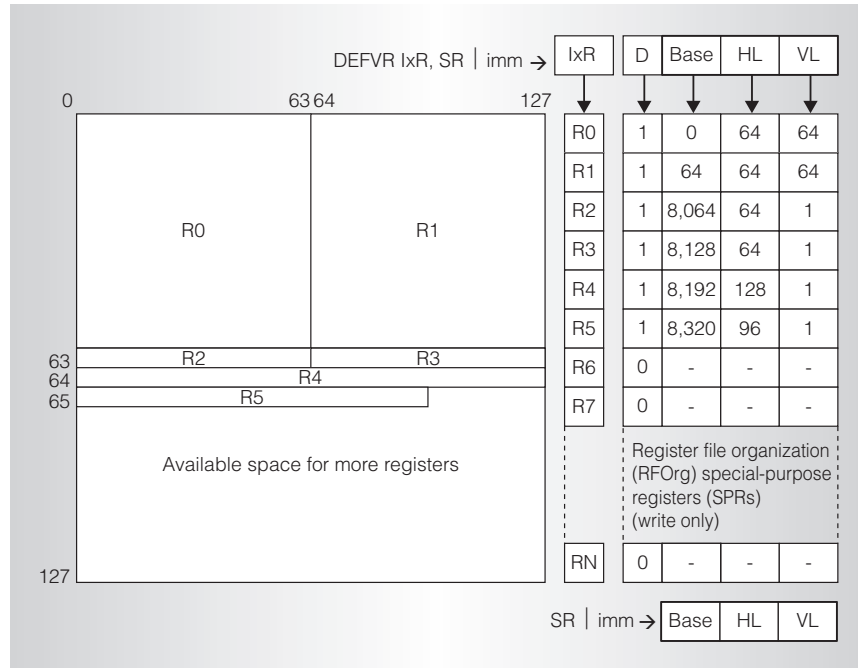 DEFVR IxR, SR | imm → IxR D Base HL VL
0 63 64 127
R0 1 0 64 64
R1 1 64 64 64
R2 1 8,064 64 1
R3 1 8,128 64 1
R4 1 8,192 128 1
R5 1 8,320 96 1
R6 0 - - -
R7 0 - - -
R0 R1
63 R2 R3
64 R4
65 R5
Available space for more registers
127
Register file organization
(RFOrg) special-purpose
registers (SPRs)
(write only)
RN 0 - - -
SR | imm → Base HL VL